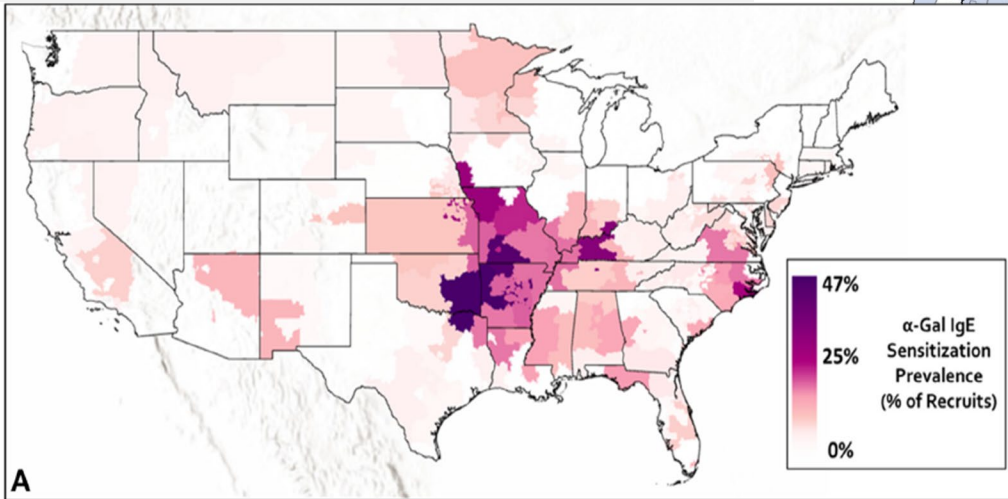 47%
α-Gal IgE
Sensitization
25%
Prevalence
(% of Recruits)
0%
A